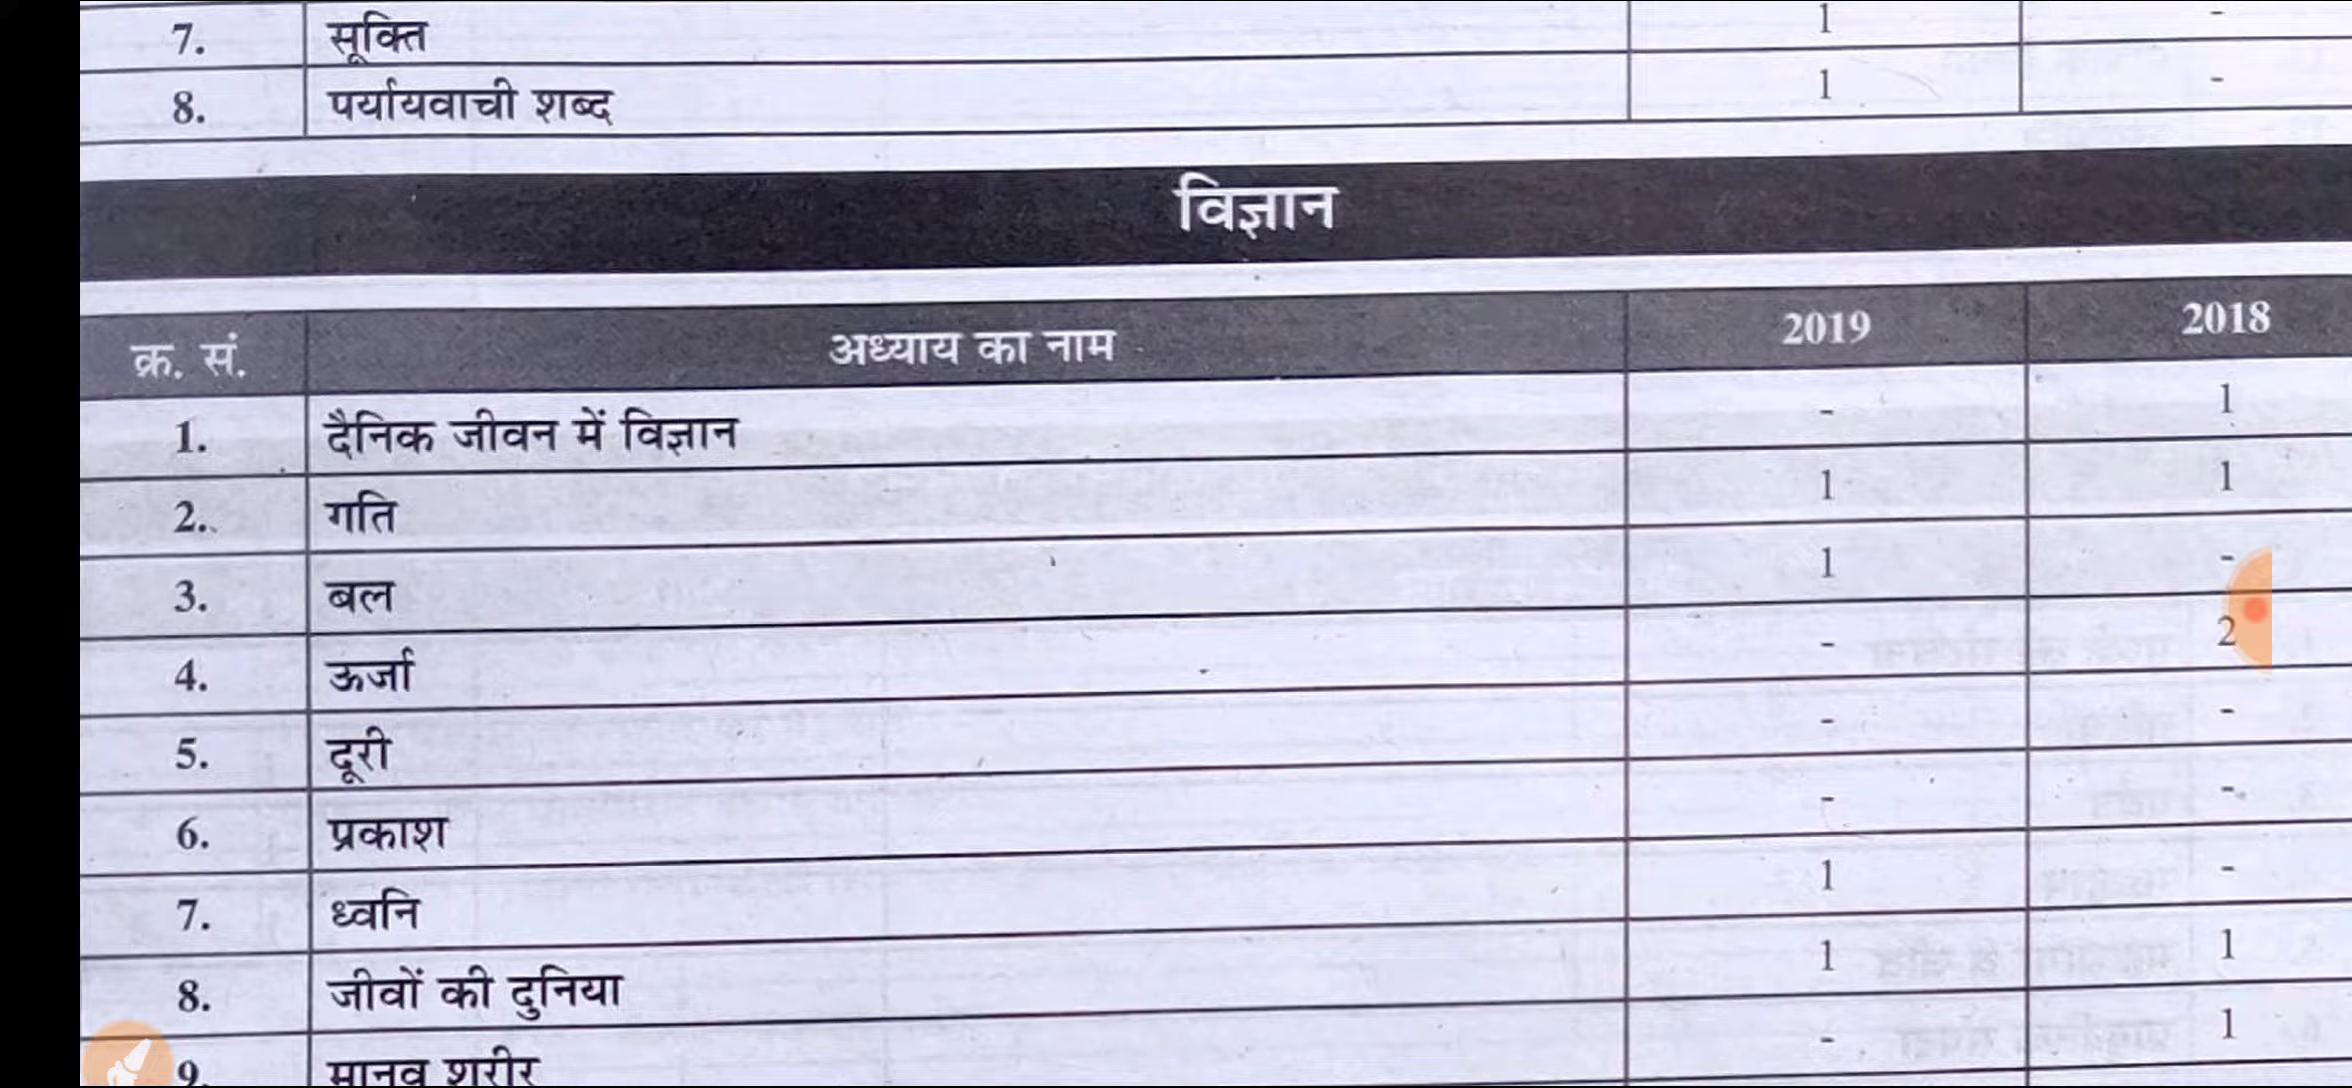 7. सूक्ति 1 -
8. पर्यायवाची शब्द 1 -
विज्ञान
क्र. सं. अध्याय का नाम 2019 2018
1. दैनिक जीवन में विज्ञान - 1
2. गति 1 1
3. बल 1 -
4. ऊर्जा - 2
5. दूरी - -
6. प्रकाश - -
7. ध्वनि 1 -
8. जीवों की दुनिया 1 1
9. मानव शरीर - 1